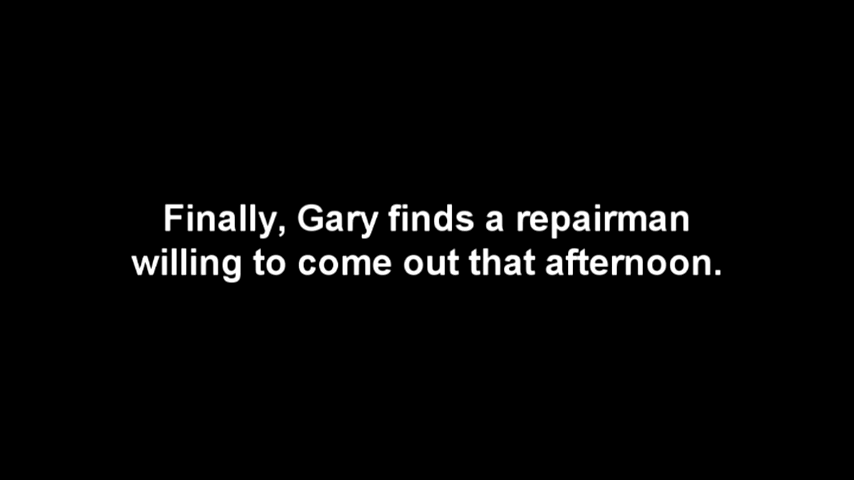 Finally, Gary finds a repairman
willing to come out that afternoon.